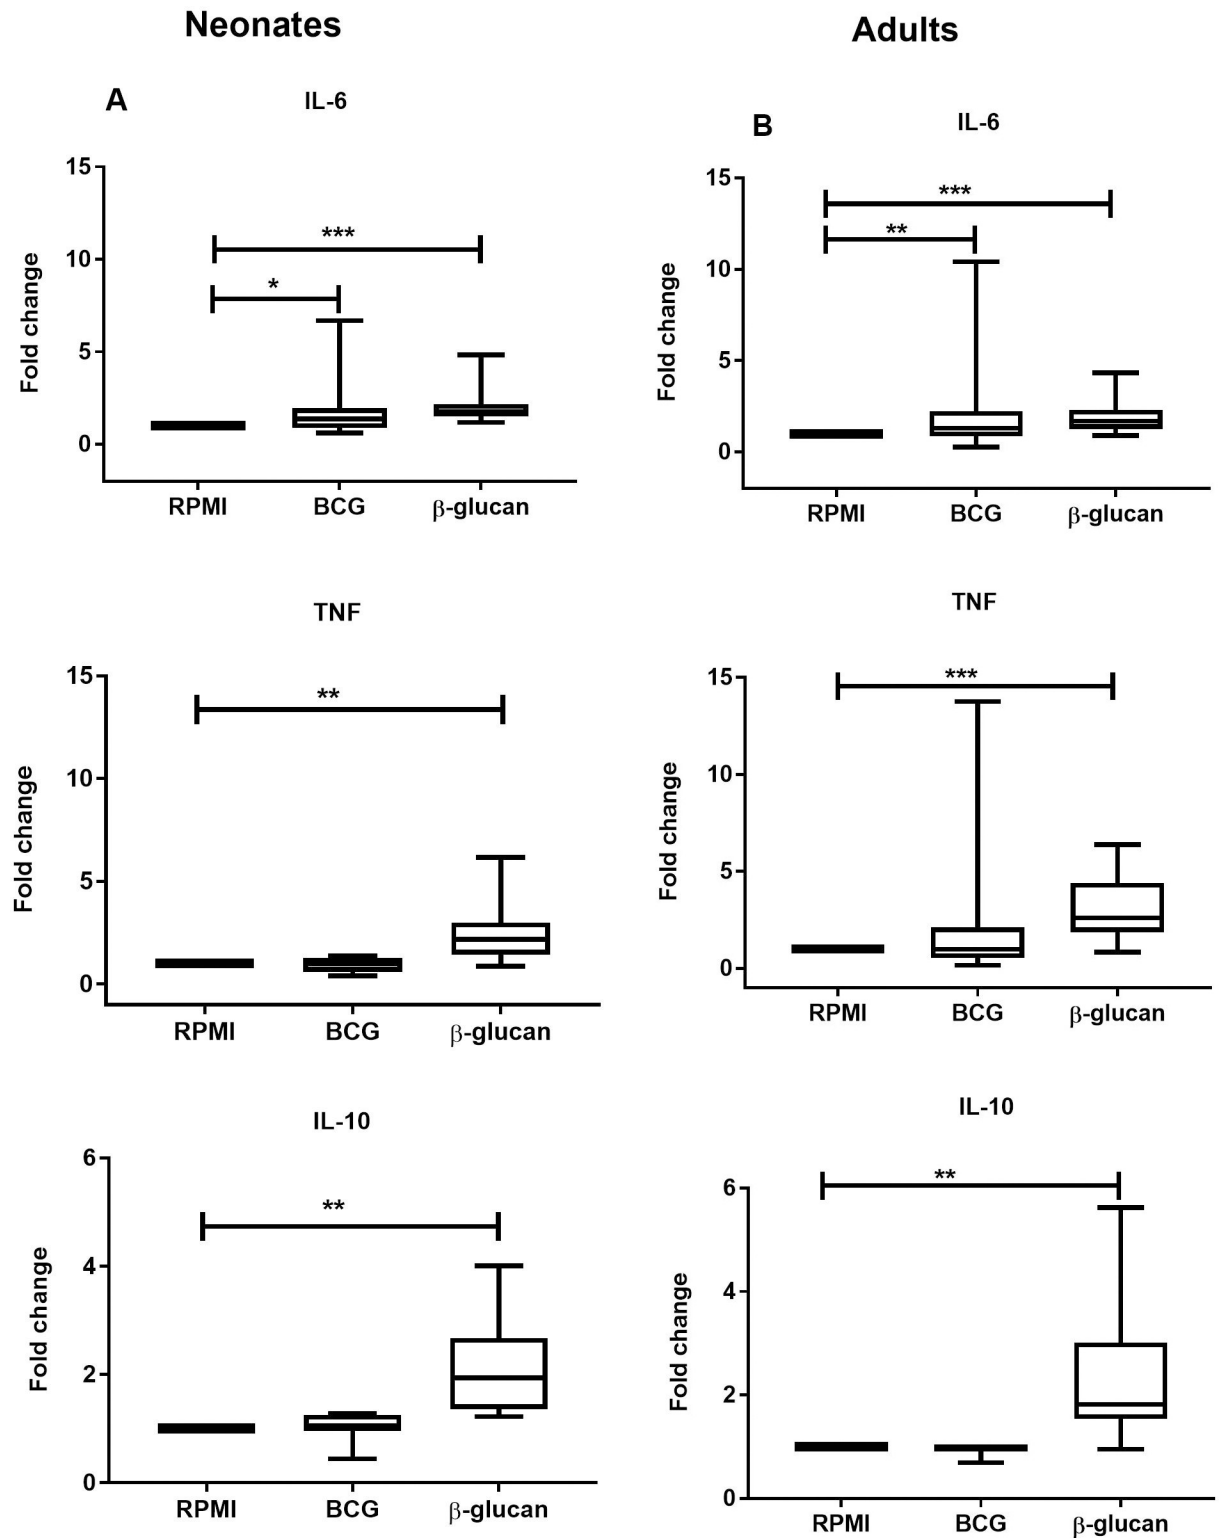 Neonates
A
IL-6
15
10
5
0
Fold change
***
*
RPMI BCG β-glucan
TNF
15
10
5
0
Fold change
**
RPMI BCG β-glucan
IL-10
6
4
2
0
Fold change
**
RPMI BCG β-glucan
Adults
B
IL-6
15
10
5
0
Fold change
***
**
RPMI BCG β-glucan
TNF
15
10
5
0
Fold change
***
RPMI BCG β-glucan
IL-10
6
4
2
0
Fold change
**
RPMI BCG β-glucan